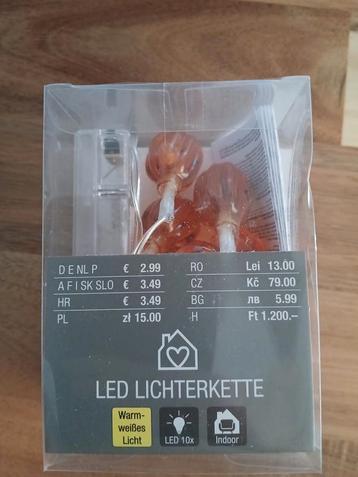 D E NL P € 2.99
A FI SK SLO € 3.49
HR € 3.49
PL zł 15.00
RO Lei 13.00
CZ Kč 79.00
BG лв 5.99
H Ft 1.200.–
LED LICHTERKETTE
Warm-
weißes
Licht
LED 10x
Indoor